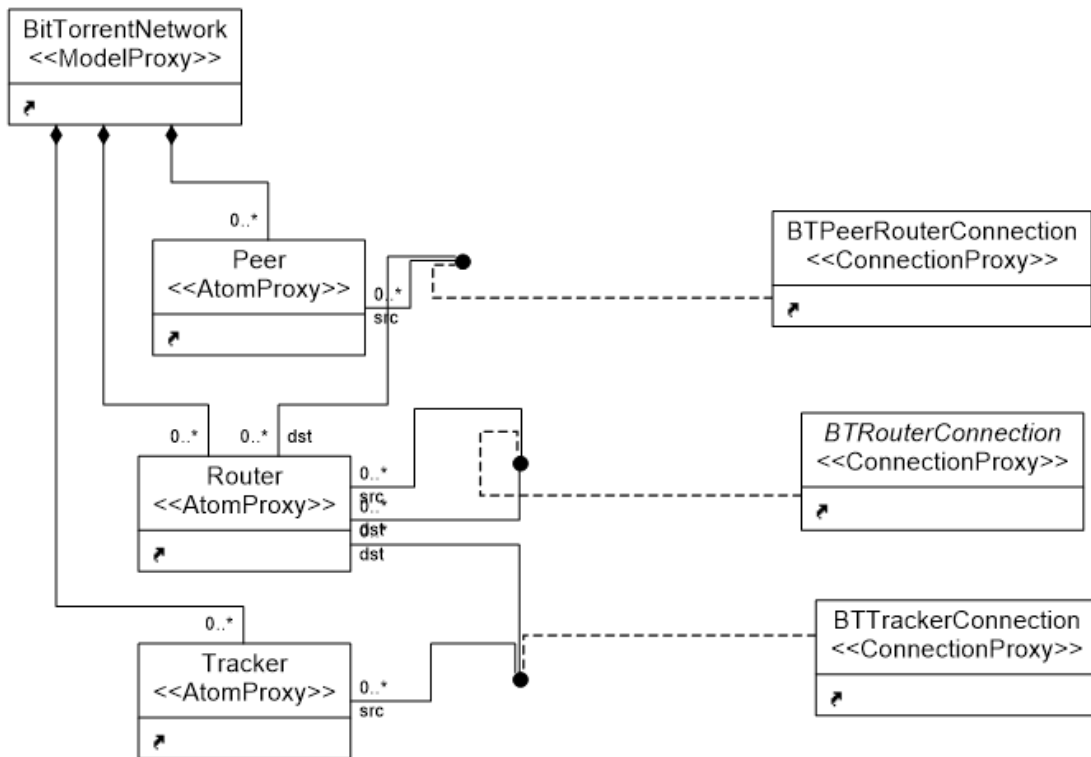 BitTorrentNetwork
<<ModelProxy>>
0..*
Peer
<<AtomProxy>>
0..*
src
BTPeerRouterConnection
<<ConnectionProxy>>
0..*
0..*
dst
Router
<<AtomProxy>>
0..*
src
0..*
dst
0..*
dst
BTRouterConnection
<<ConnectionProxy>>
0..*
Tracker
<<AtomProxy>>
0..*
src
BTTrackerConnection
<<ConnectionProxy>>